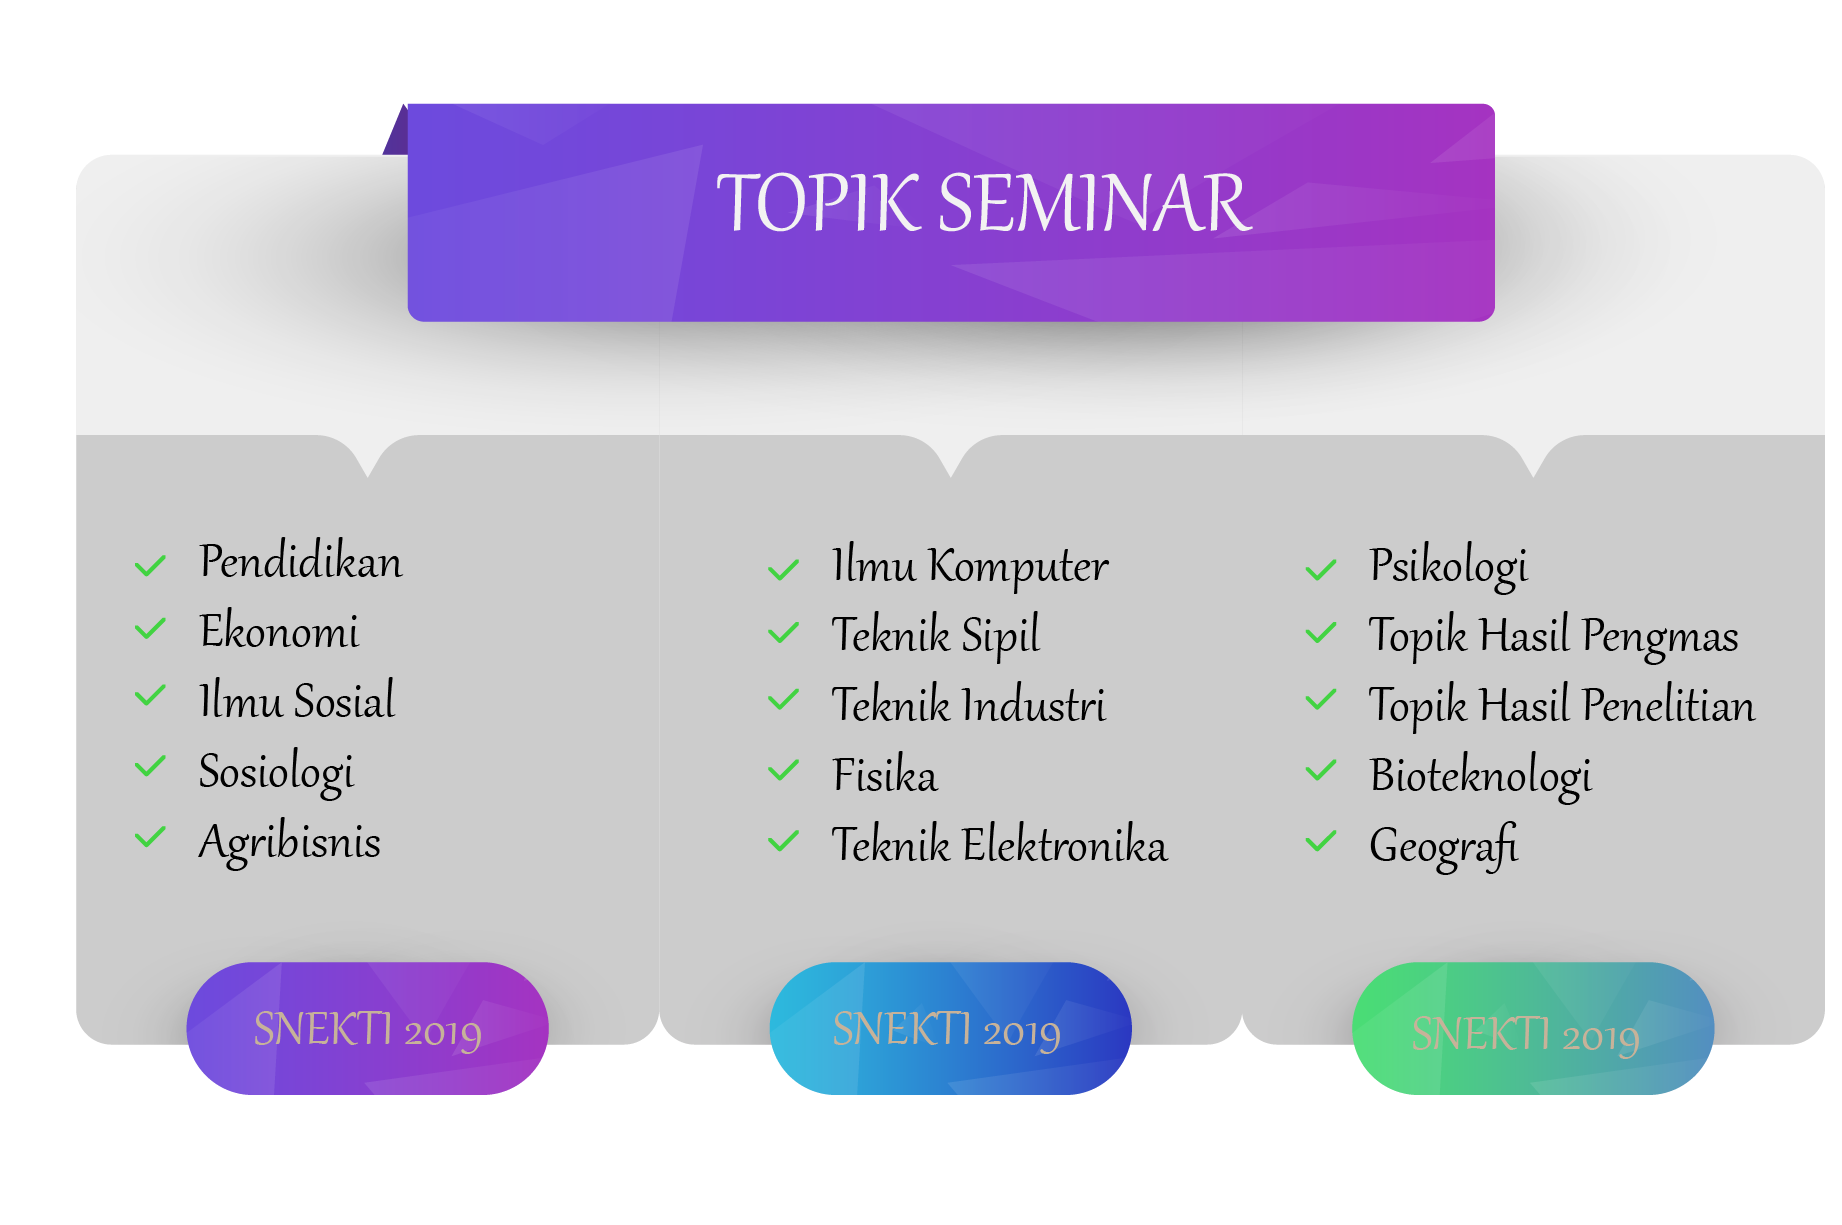 TOPIK SEMINAR
Pendidikan
Ekonomi
Ilmu Sosial
Sosiologi
Agribisnis
SNEKTI 2019
Ilmu Komputer
Teknik Sipil
Teknik Industri
Fisika
Teknik Elektronika
SNEKTI 2019
Psikologi
Topik Hasil Pengmas
Topik Hasil Penelitian
Bioteknologi
Geografi
SNEKTI 2019